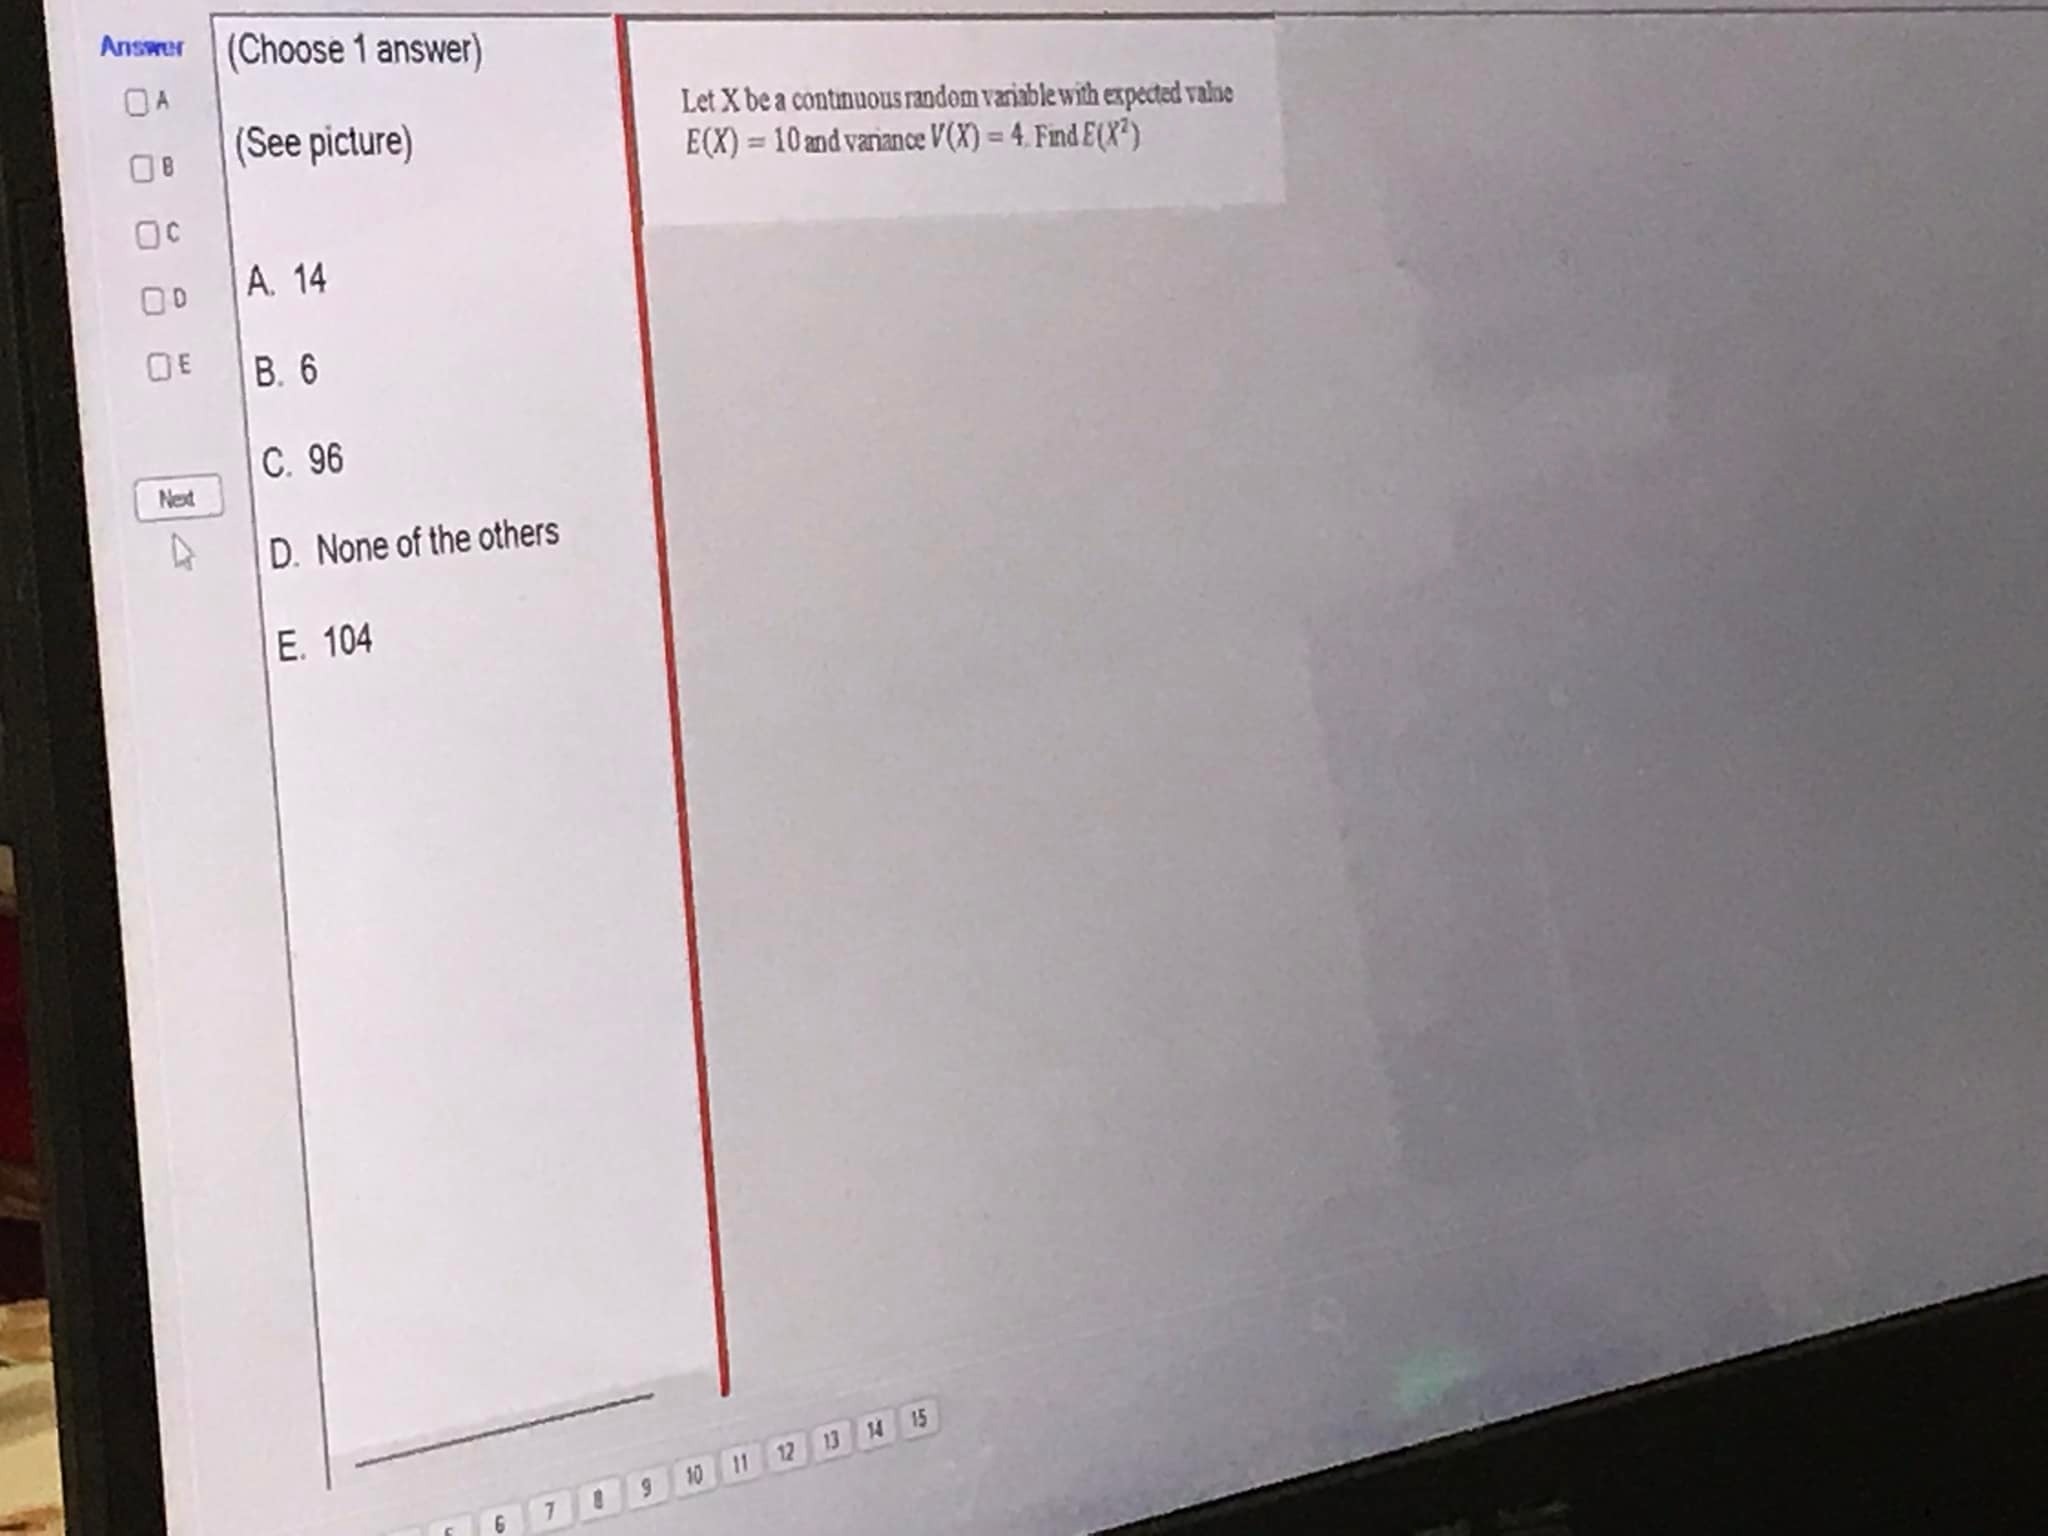 Answer
(Choose 1 answer)
(See picture)
A
B
C
D
E
Next
A. 14
B. 6
C. 96
D. None of the others
E. 104
Let X be a continuous random variable with expected value
E(X) = 10 and variance V(X) = 4. Find E(X²)
6 7 8 9 10 11 12 13 14 15